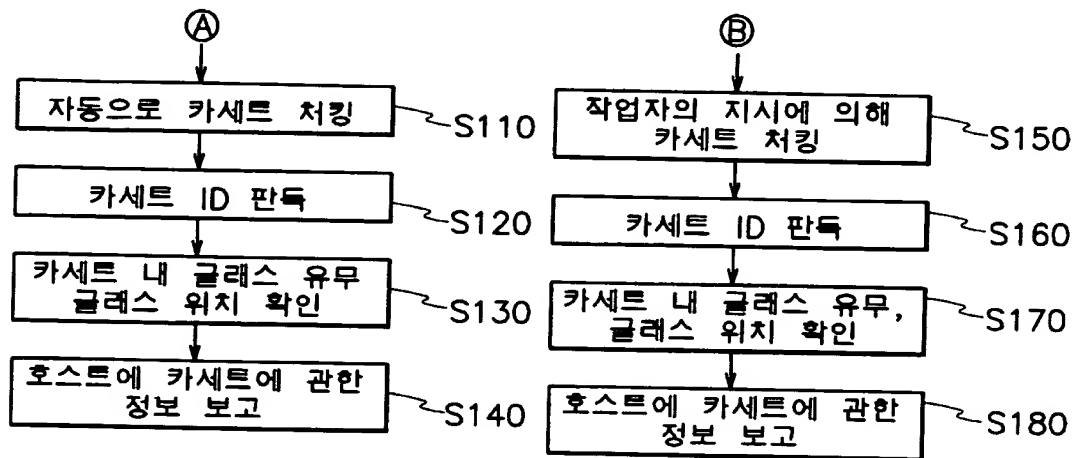 Ⓐ
자동으로 카세트 처킹
S110
카세트 ID 판독
S120
카세트 내 글래스 유무
글래스 위치 확인
S130
호스트에 카세트에 관한
정보 보고
S140
Ⓑ
작업자의 지시에 의해
카세트 처킹
S150
카세트 ID 판독
S160
카세트 내 글래스 유무,
글래스 위치 확인
S170
호스트에 카세트에 관한
정보 보고
S180